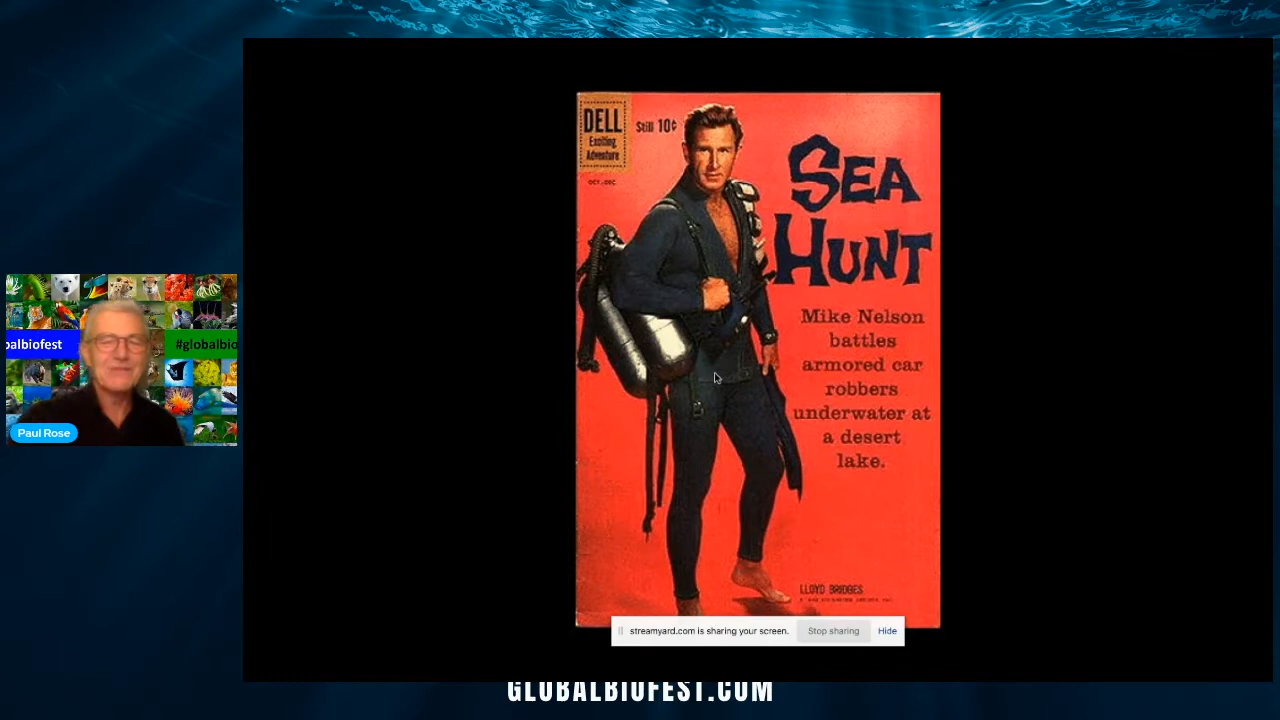 DELL
Exciting
Adventure
Still 10¢
OCT.-DEC.
SEA
HUNT
Mike Nelson
battles
armored car
robbers
underwater at
a desert
lake.
LLOYD BRIDGES
balbiofest
#globalbio
Paul Rose
streamyard.com is sharing your screen.
Stop sharing
Hide
GLOBALBIOFEST.COM